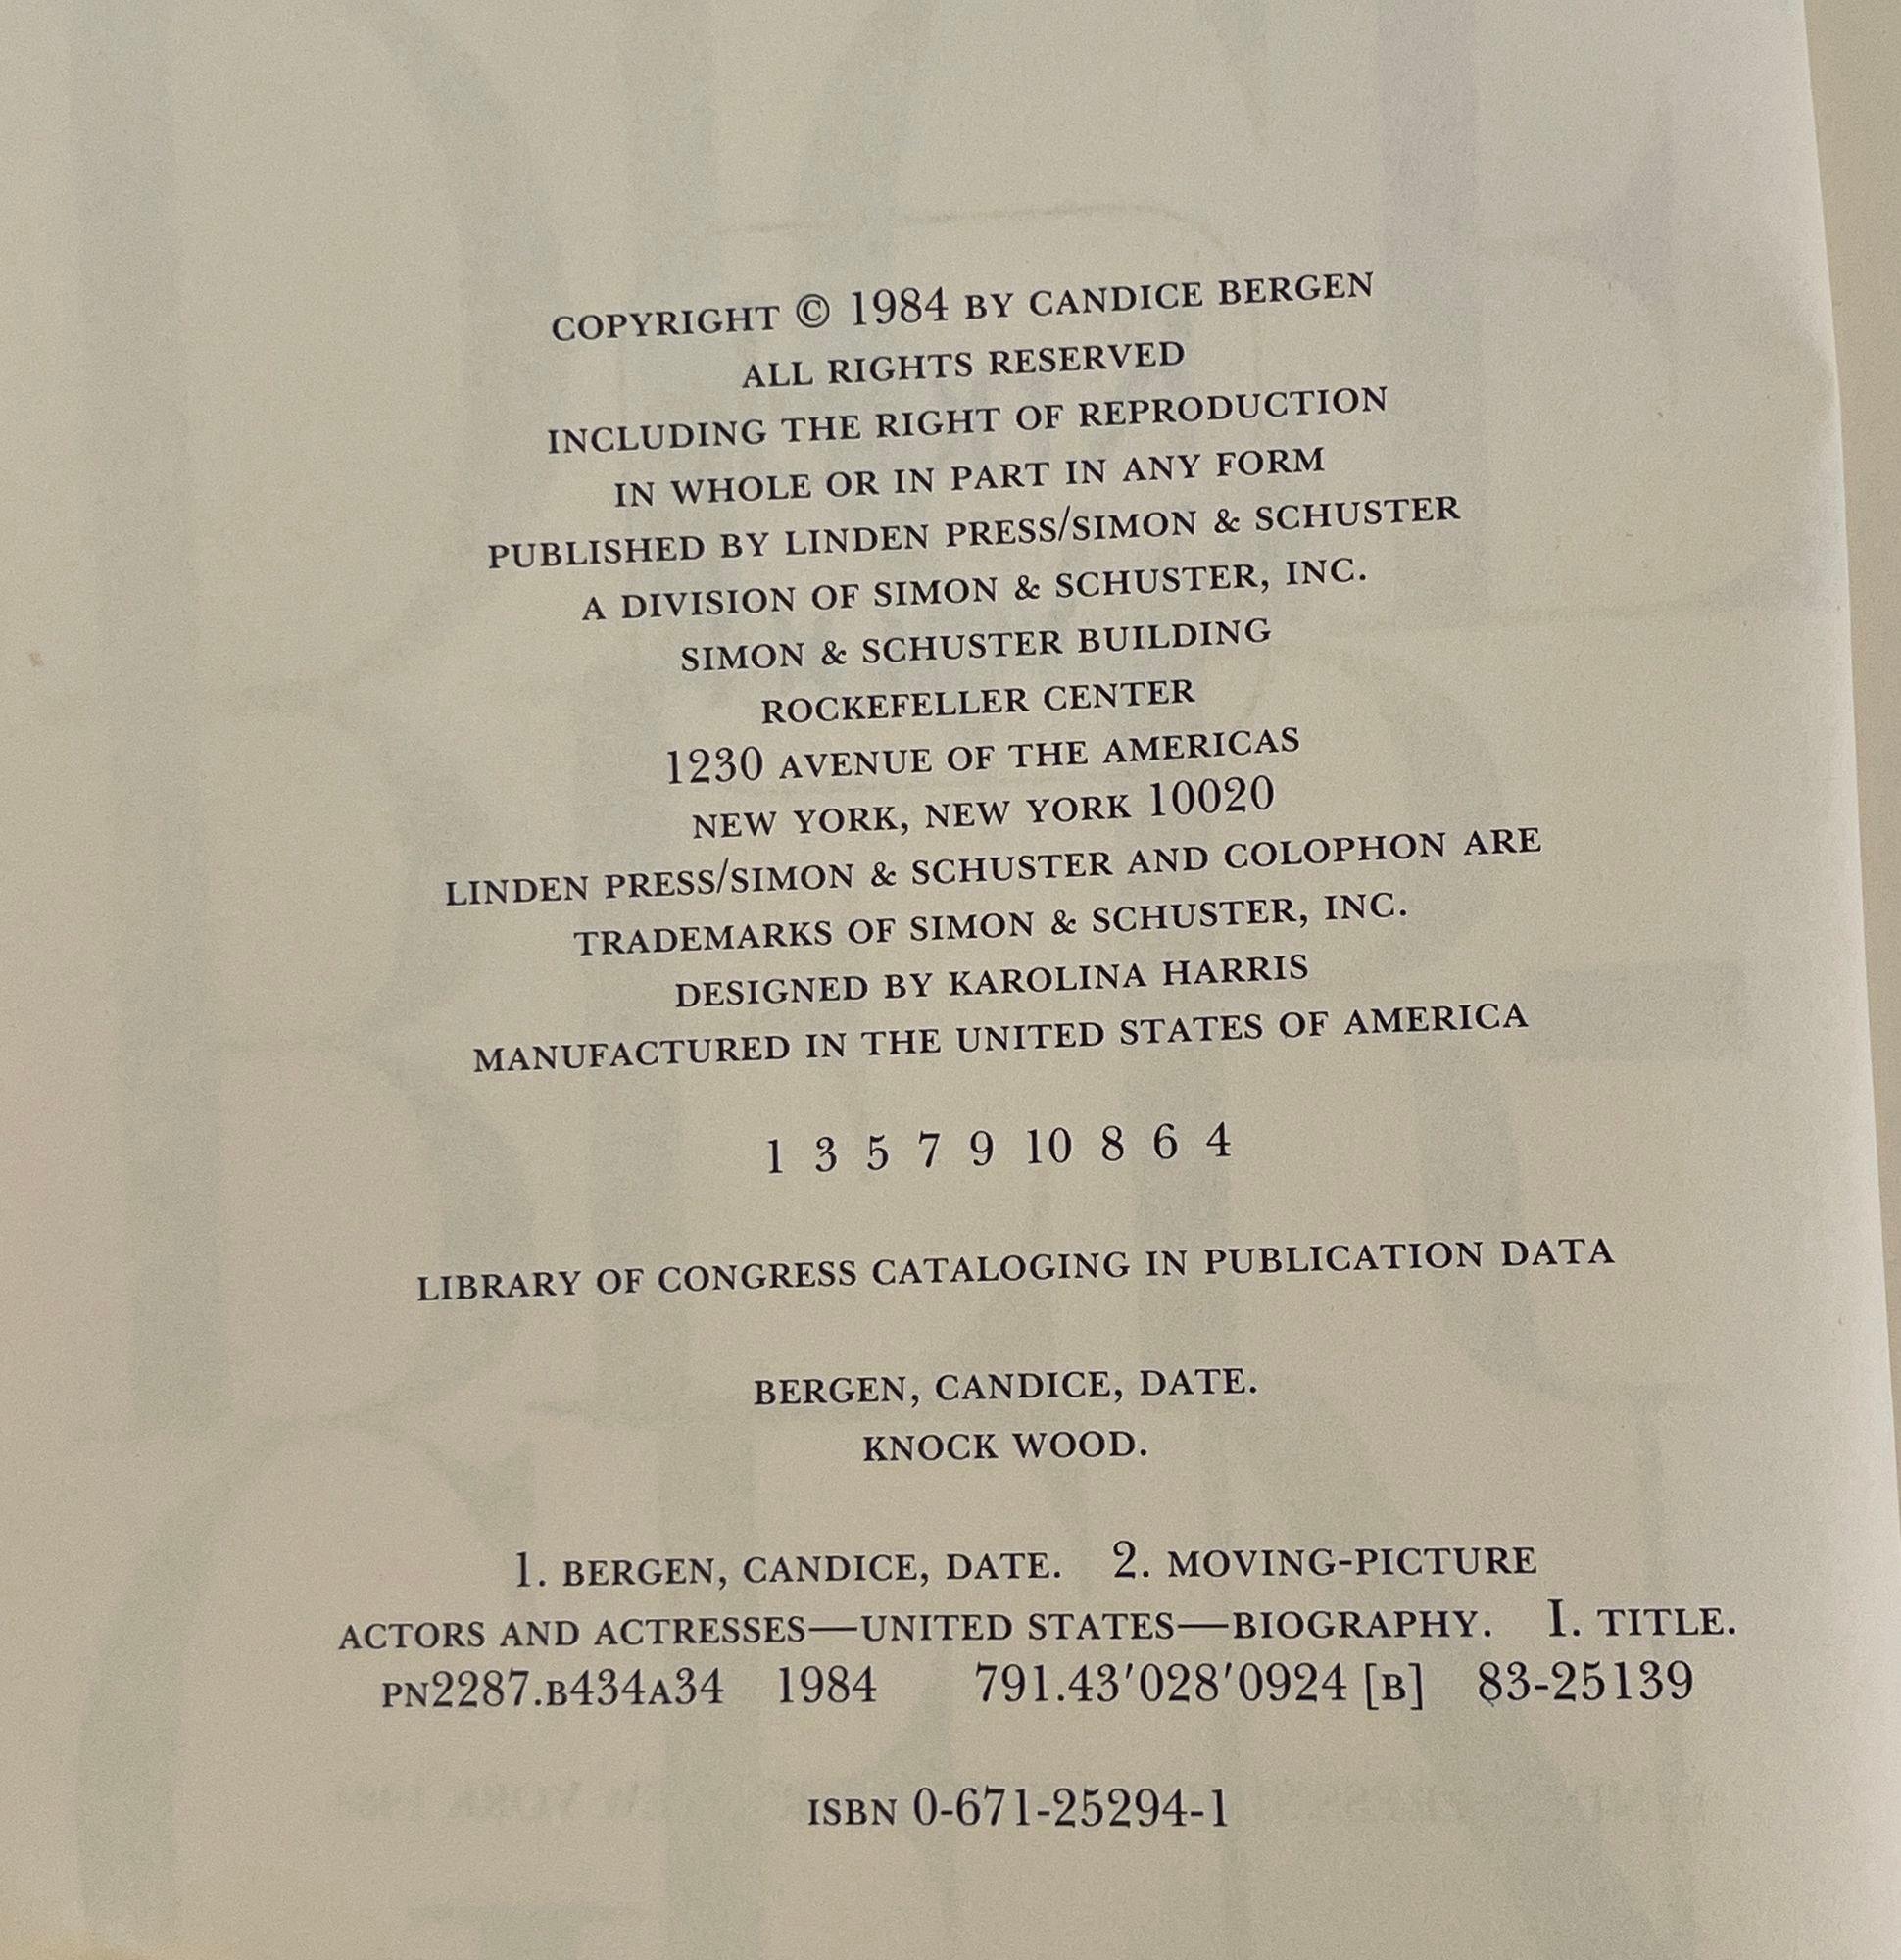 COPYRIGHT © 1984 BY CANDICE BERGEN
ALL RIGHTS RESERVED
INCLUDING THE RIGHT OF REPRODUCTION
IN WHOLE OR IN PART IN ANY FORM
PUBLISHED BY LINDEN PRESS/SIMON & SCHUSTER
A DIVISION OF SIMON & SCHUSTER, INC.
SIMON & SCHUSTER BUILDING
ROCKEFELLER CENTER
1230 AVENUE OF THE AMERICAS
NEW YORK, NEW YORK 10020
LINDEN PRESS/SIMON & SCHUSTER AND COLOPHON ARE
TRADEMARKS OF SIMON & SCHUSTER, INC.
DESIGNED BY KAROLINA HARRIS
MANUFACTURED IN THE UNITED STATES OF AMERICA
1 3 5 7 9 10 8 6 4
LIBRARY OF CONGRESS CATALOGING IN PUBLICATION DATA
BERGEN, CANDICE, DATE.
KNOCK WOOD.
1. BERGEN, CANDICE, DATE. 2. MOVING-PICTURE
ACTORS AND ACTRESSES—UNITED STATES—BIOGRAPHY. I. TITLE.
PN2287.B434A34 1984 791.43'028'0924 [B] 83-25139
ISBN 0-671-25294-1